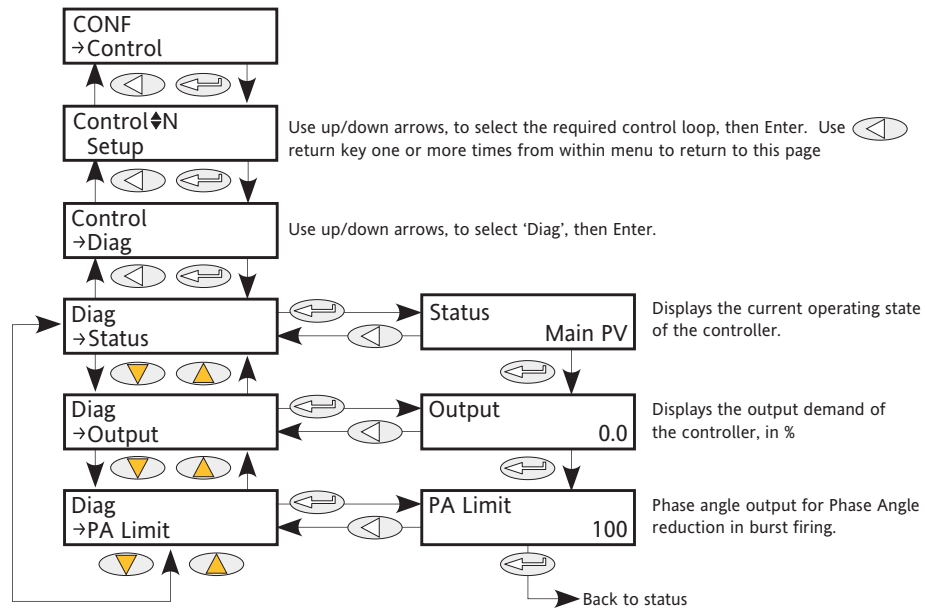 CONF
→Control
Control♦N
Setup
Use up/down arrows, to select the required control loop, then Enter. Use
return key one or more times from within menu to return to this page
Control
→Diag
Use up/down arrows, to select ‘Diag’, then Enter.
Diag
→Status
Status
Main PV
Displays the current operating state
of the controller.
Diag
→Output
Output
0.0
Displays the output demand of
the controller, in %
Diag
→PA Limit
PA Limit
100
Phase angle output for Phase Angle
reduction in burst firing.
Back to status